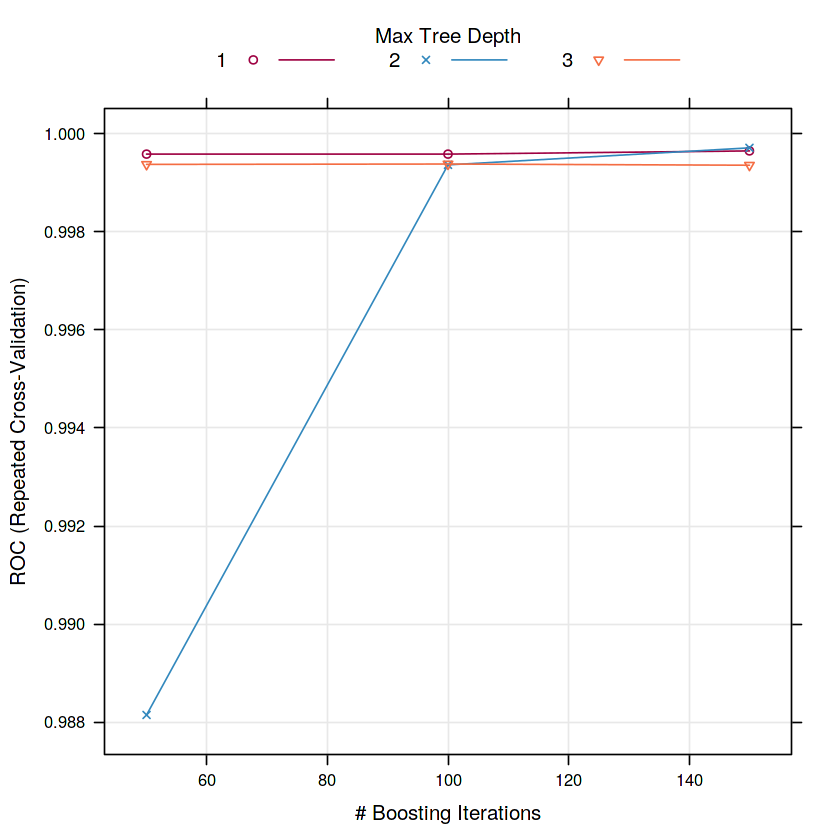 Max Tree Depth
1 2 3
1.000
0.998
0.996
0.994
0.992
0.990
0.988
ROC (Repeated Cross-Validation)
60 80 100 120 140
# Boosting Iterations